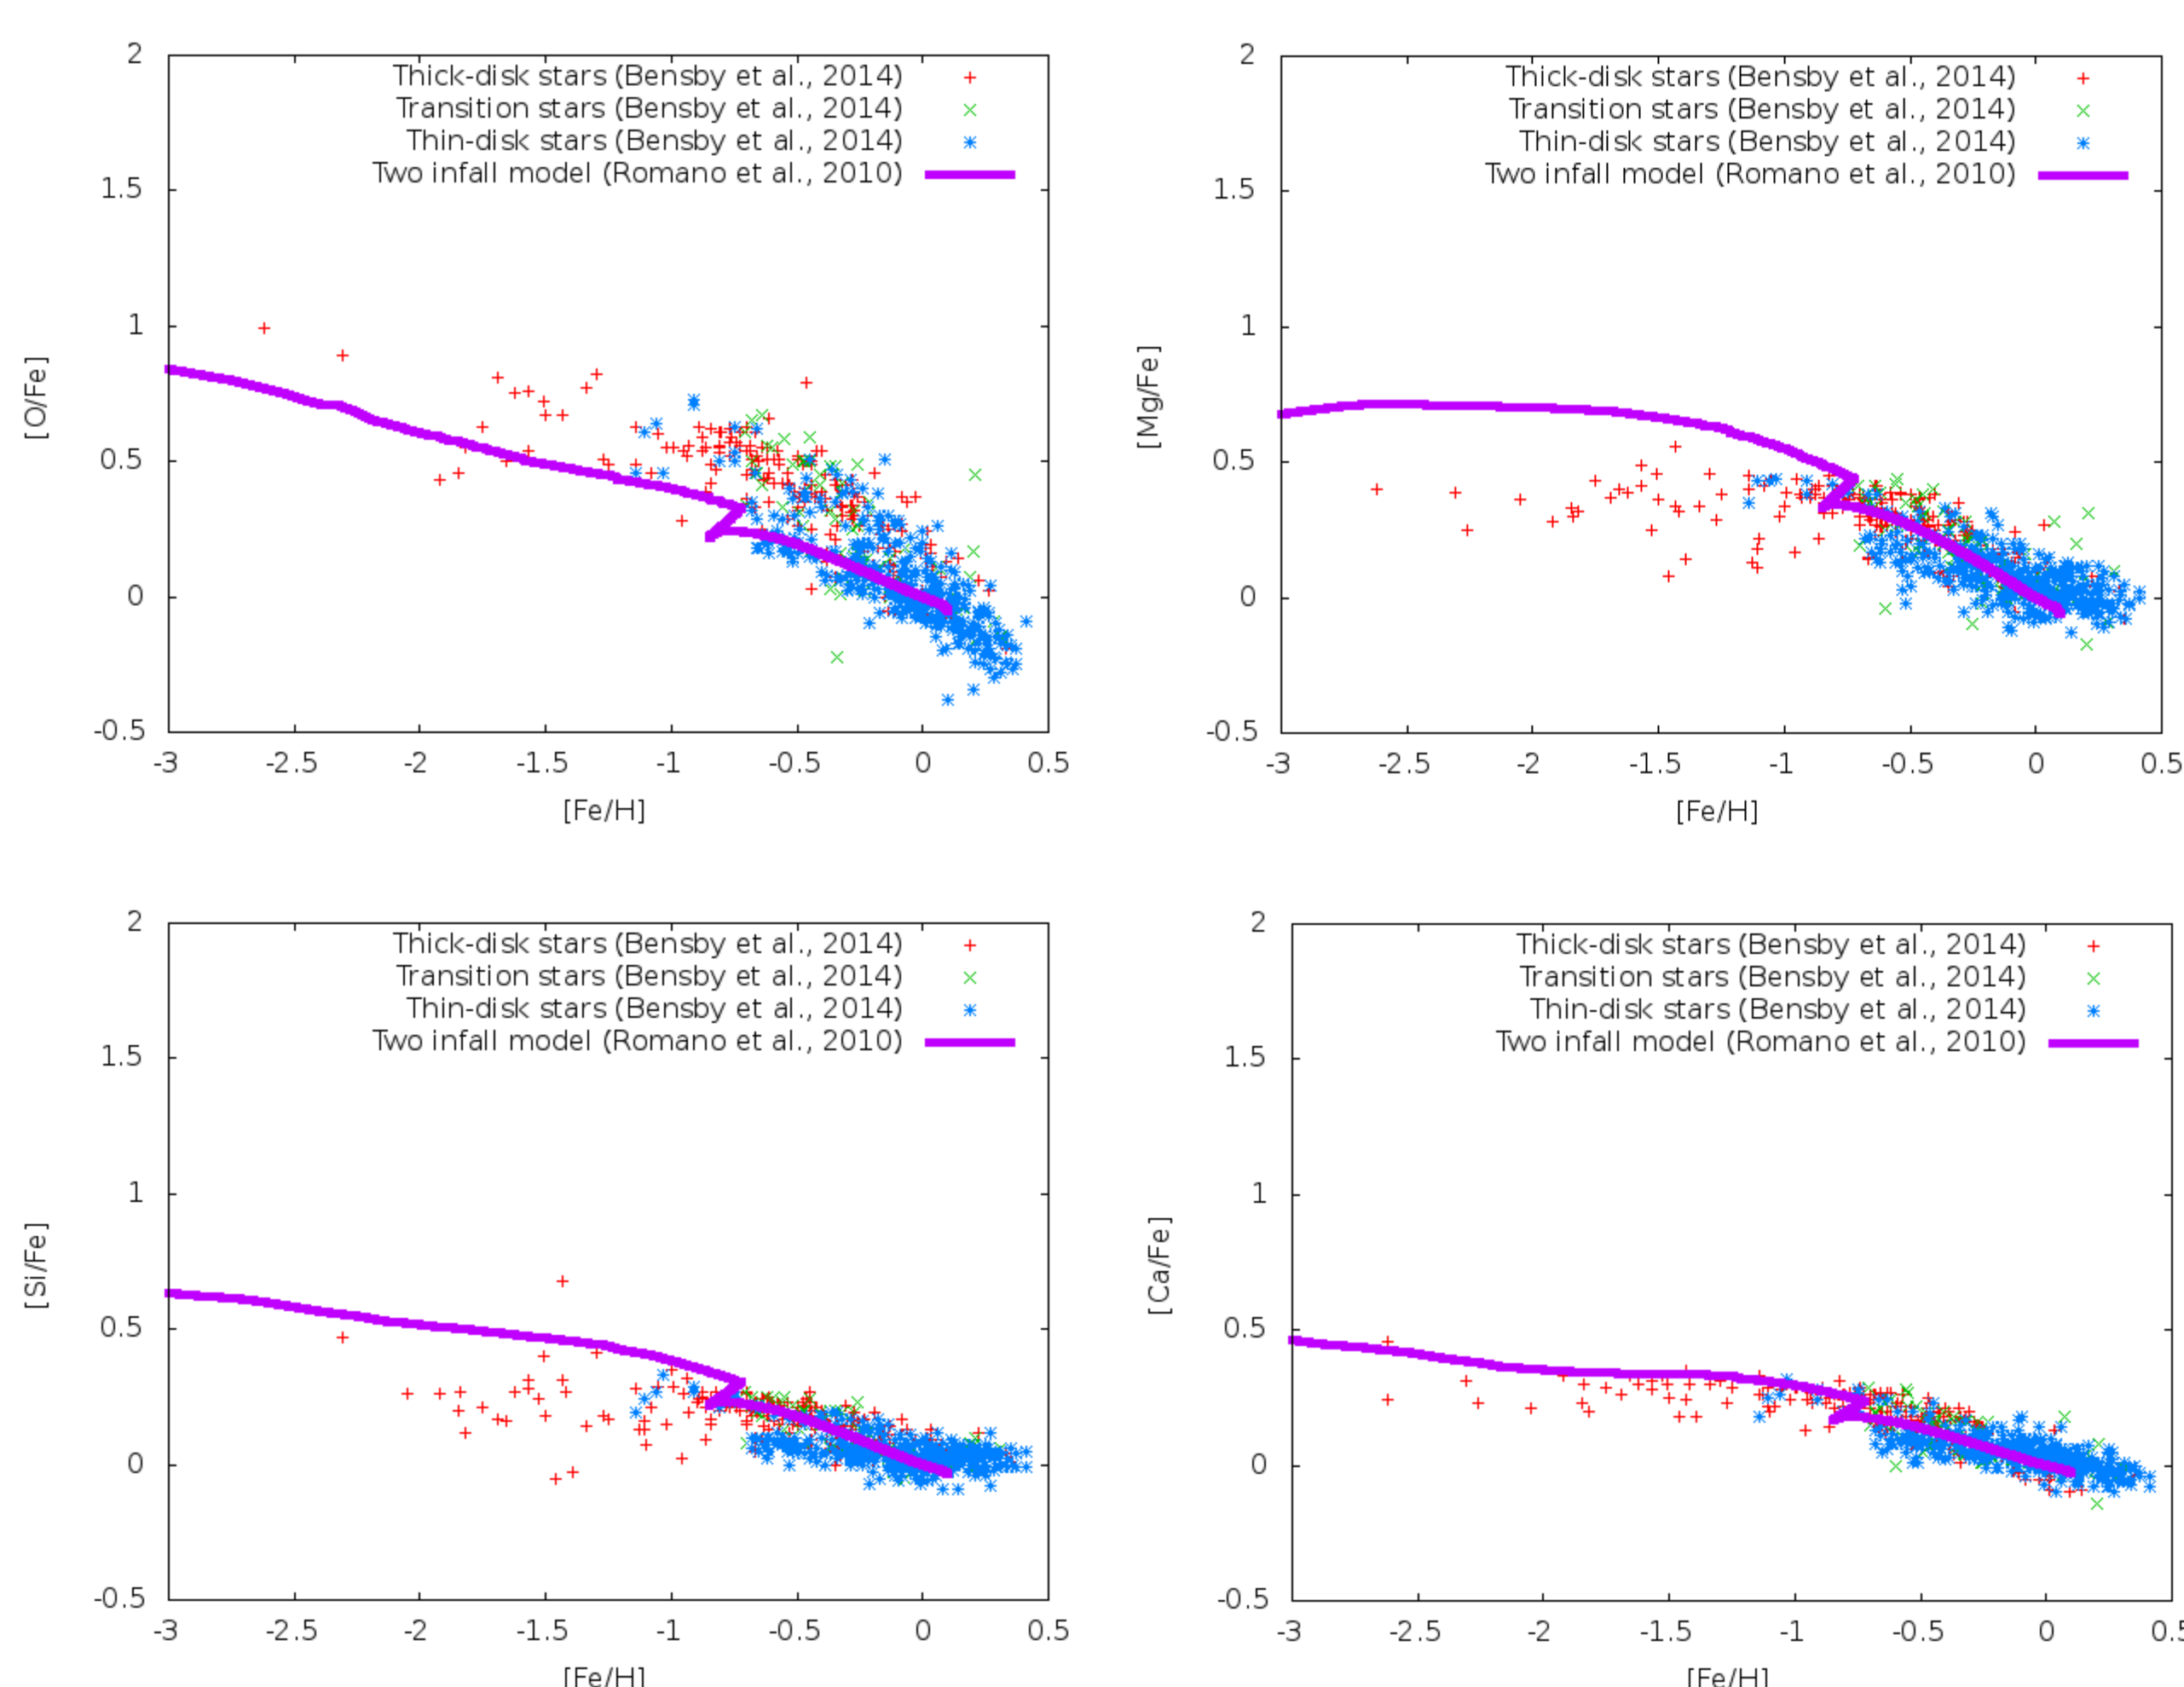 2
1.5
1
0.5
0
-0.5
[O/Fe]
Thick-disk stars (Bensby et al., 2014)
Transition stars (Bensby et al., 2014)
Thin-disk stars (Bensby et al., 2014)
Two infall model (Romano et al., 2010)
-3 -2.5 -2 -1.5 -1 -0.5 0 0.5
[Fe/H]
2
1.5
1
0.5
0
-0.5
[Mg/Fe]
Thick-disk stars (Bensby et al., 2014)
Transition stars (Bensby et al., 2014)
Thin-disk stars (Bensby et al., 2014)
Two infall model (Romano et al., 2010)
-3 -2.5 -2 -1.5 -1 -0.5 0 0.5
[Fe/H]
2
1.5
1
0.5
0
-0.5
[Si/Fe]
Thick-disk stars (Bensby et al., 2014)
Transition stars (Bensby et al., 2014)
Thin-disk stars (Bensby et al., 2014)
Two infall model (Romano et al., 2010)
-3 -2.5 -2 -1.5 -1 -0.5 0 0.5
[Fe/H]
2
1.5
1
0.5
0
-0.5
[Ca/Fe]
Thick-disk stars (Bensby et al., 2014)
Transition stars (Bensby et al., 2014)
Thin-disk stars (Bensby et al., 2014)
Two infall model (Romano et al., 2010)
-3 -2.5 -2 -1.5 -1 -0.5 0 0.5
[Fe/H]